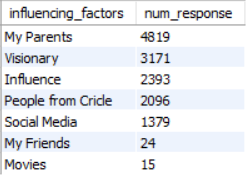 influencing_factors num_response
My Parents 4819
Visionary 3171
Influence 2393
People from Cricle 2096
Social Media 1379
My Friends 24
Movies 15